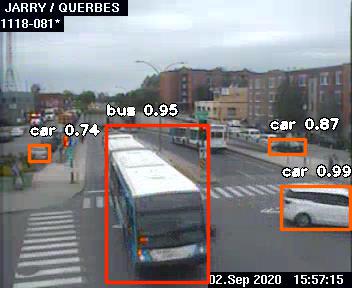 JARRY / QUERBES
1118-081*
bus 0.95
car 0.87
car 0.74
car 0.99
02.Sep 2020 15:57:15